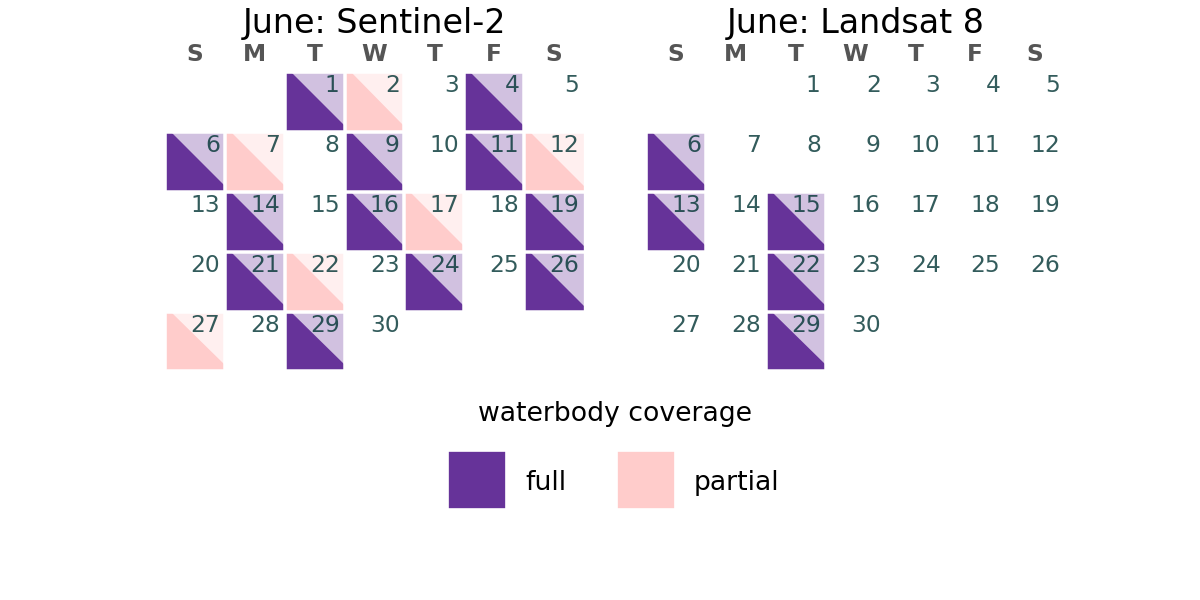 June: Sentinel-2
S M T W T F S
1 2 3 4 5
6 7 8 9 10 11 12
13 14 15 16 17 18 19
20 21 22 23 24 25 26
27 28 29 30
June: Landsat 8
S M T W T F S
1 2 3 4 5
6 7 8 9 10 11 12
13 14 15 16 17 18 19
20 21 22 23 24 25 26
27 28 29 30
waterbody coverage
full partial